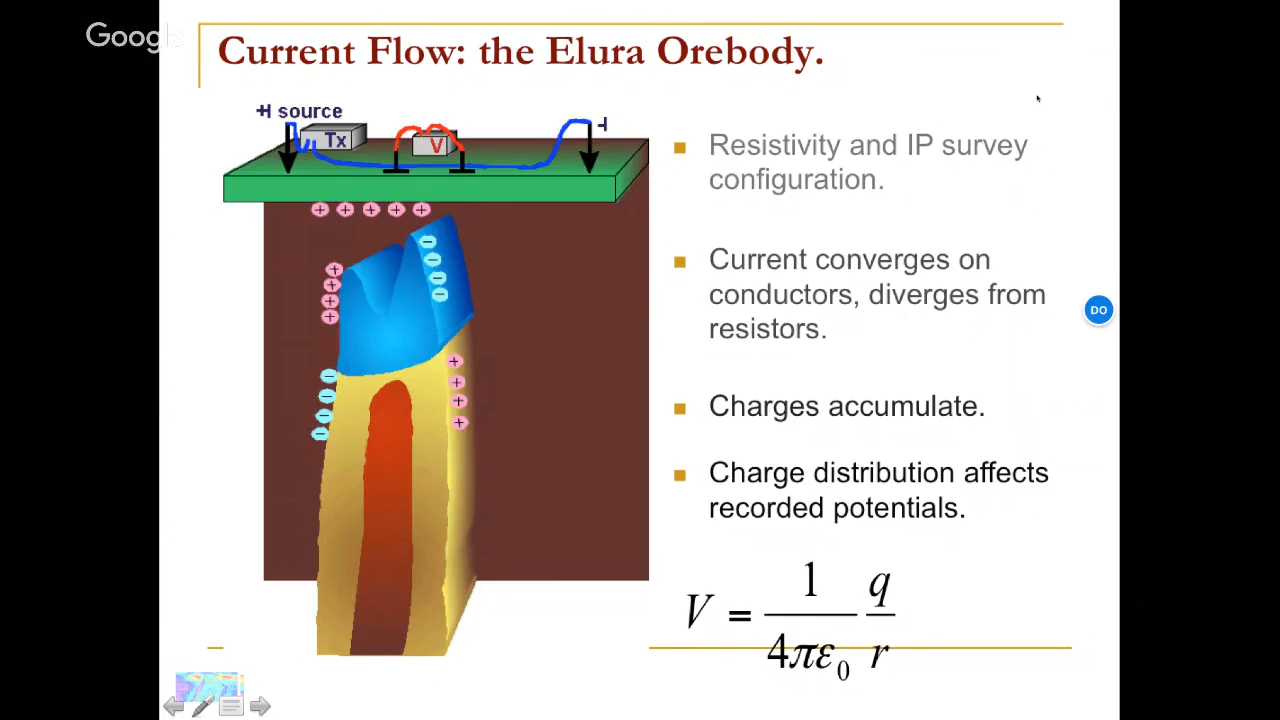 Google
Current Flow: the Elura Orebody.
+I source
-I
Tx
V
Resistivity and IP survey
configuration.
Current converges on
conductors, diverges from
resistors.
DO
Charges accumulate.
Charge distribution affects
recorded potentials.
V = 1/4πε₀ q/r